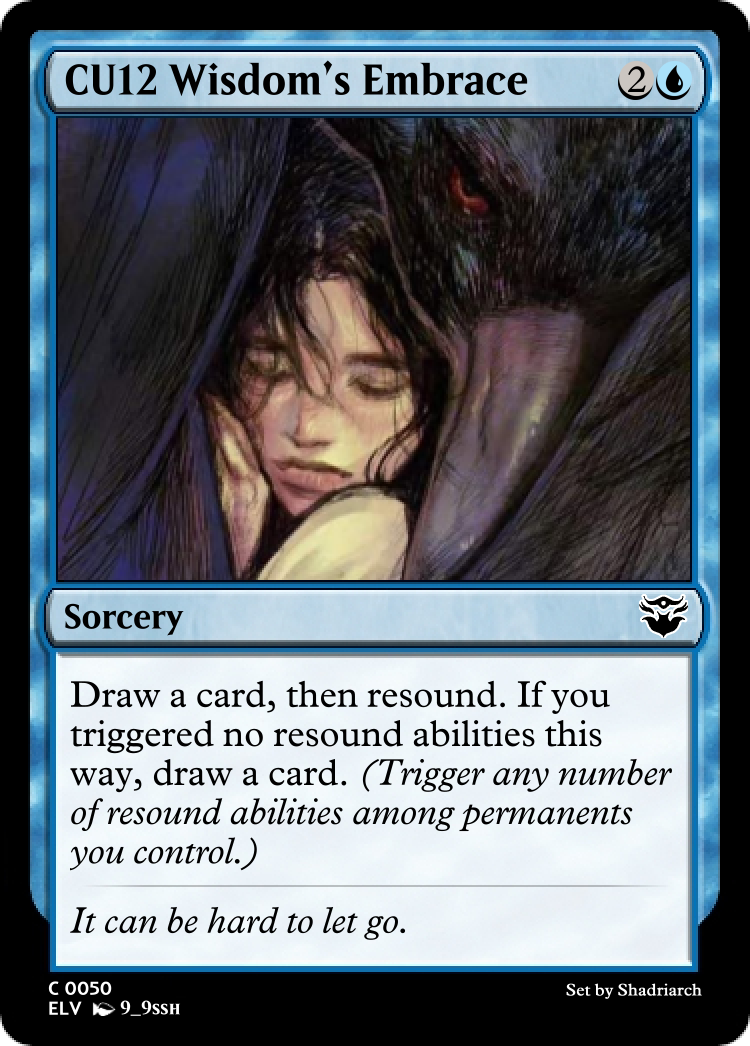 CU12 Wisdom's Embrace 2
Sorcery
Draw a card, then resound. If you
triggered no resound abilities this
way, draw a card. (Trigger any number
of resound abilities among permanents
you control.)
It can be hard to let go.
C 0050
ELV 9_9SSH
Set by Shadriarch